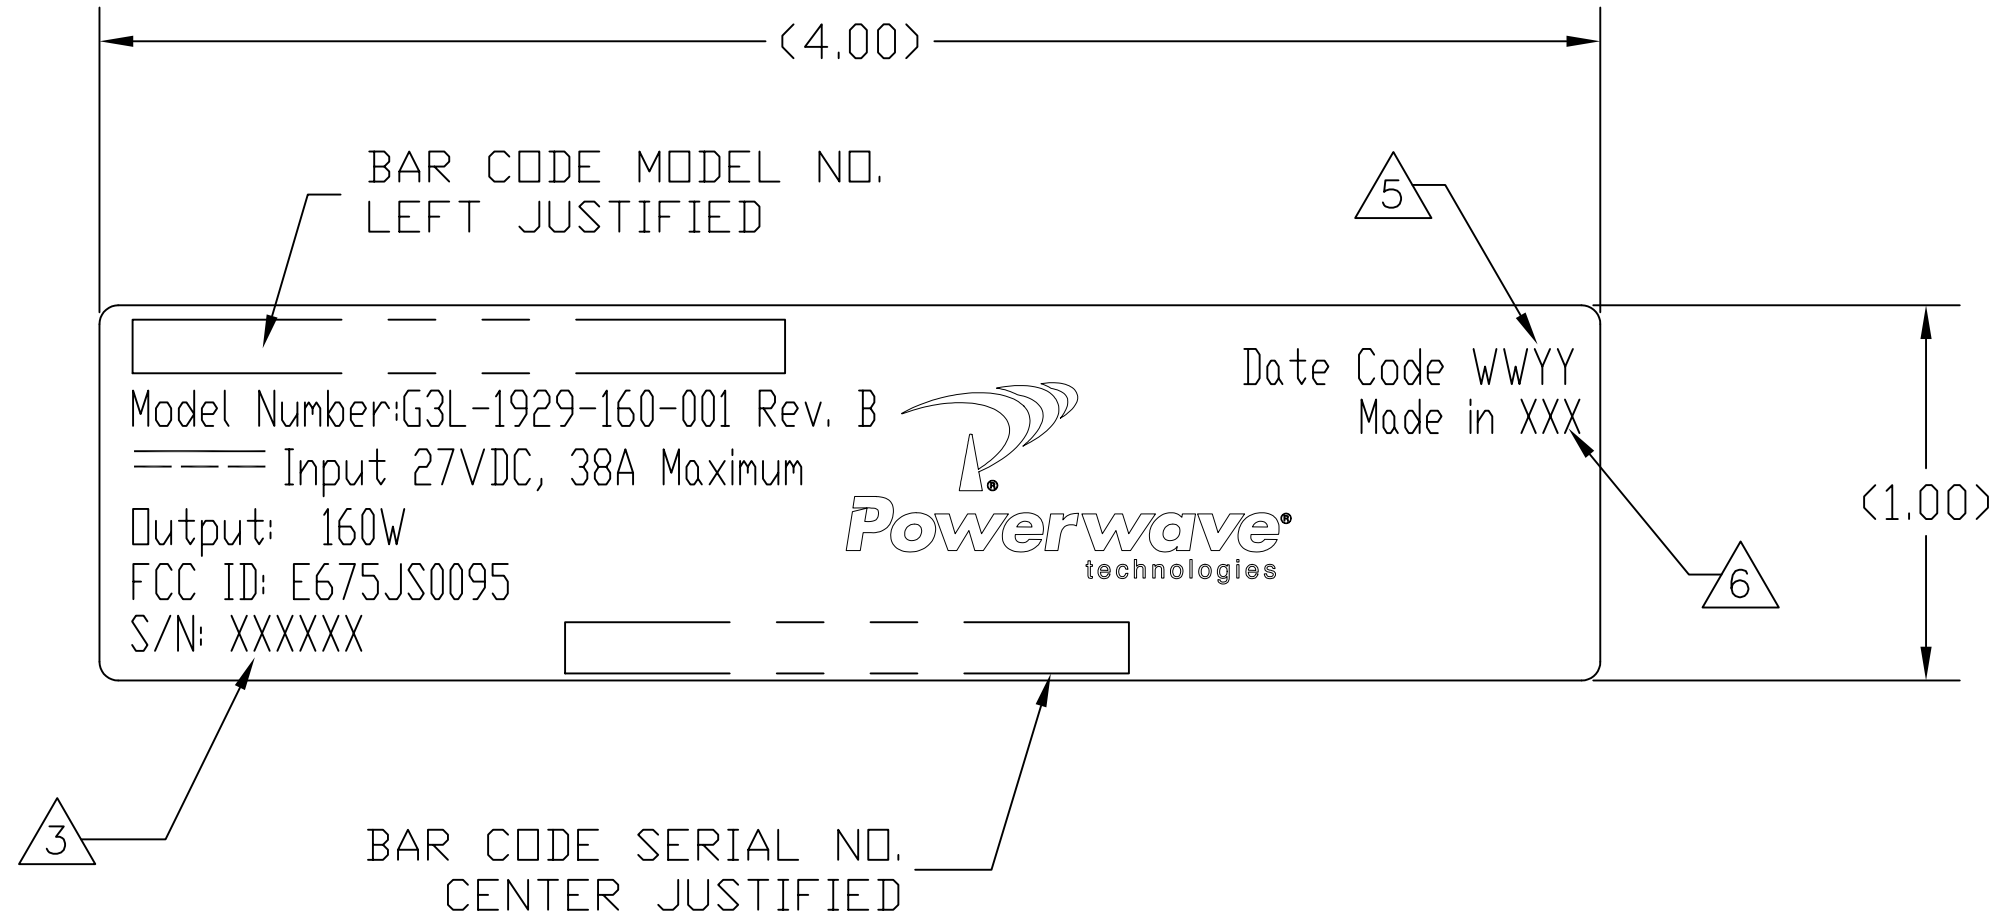 (4.00)
BAR CODE MODEL NO.
LEFT JUSTIFIED
5
Date Code WWYY
Made in XXX
Model Number:G3L-1929-160-001 Rev. B
Input 27VDC, 38A Maximum
Output: 160W
FCC ID: E675JS0095
S/N: XXXXXX
®
Powerwave®
technologies
(1.00)
6
3
BAR CODE SERIAL NO.
CENTER JUSTIFIED